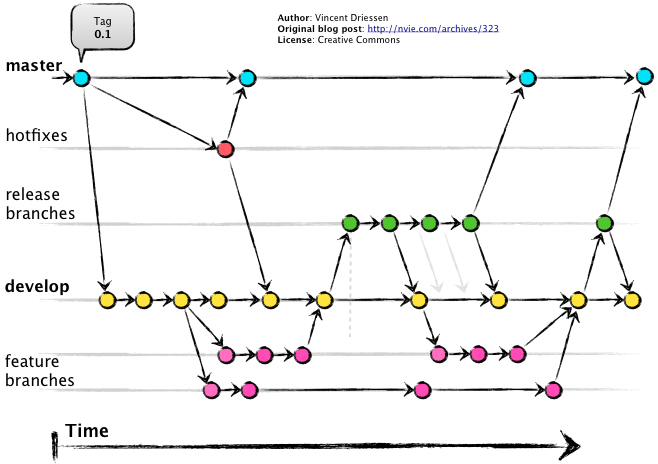 Tag
0.1
Author: Vincent Driessen
Original blog post: http://nvie.com/archives/323
License: Creative Commons
master
hotfixes
release
branches
develop
feature
branches
Time